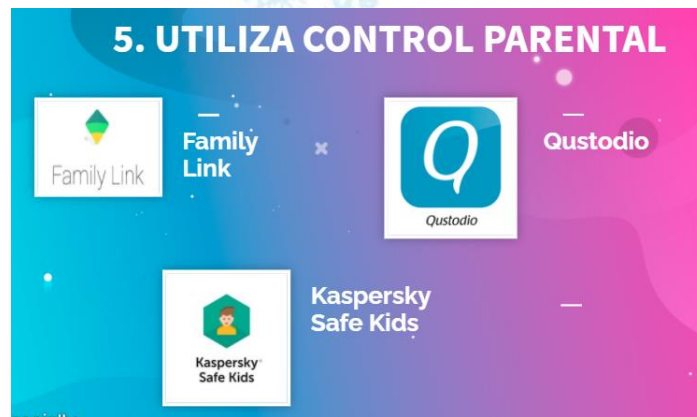 5. UTILIZA CONTROL PARENTAL
Family Link
Family
Link
Qustodio
Qustodio
Kaspersky
Safe Kids
Kaspersky
Safe Kids